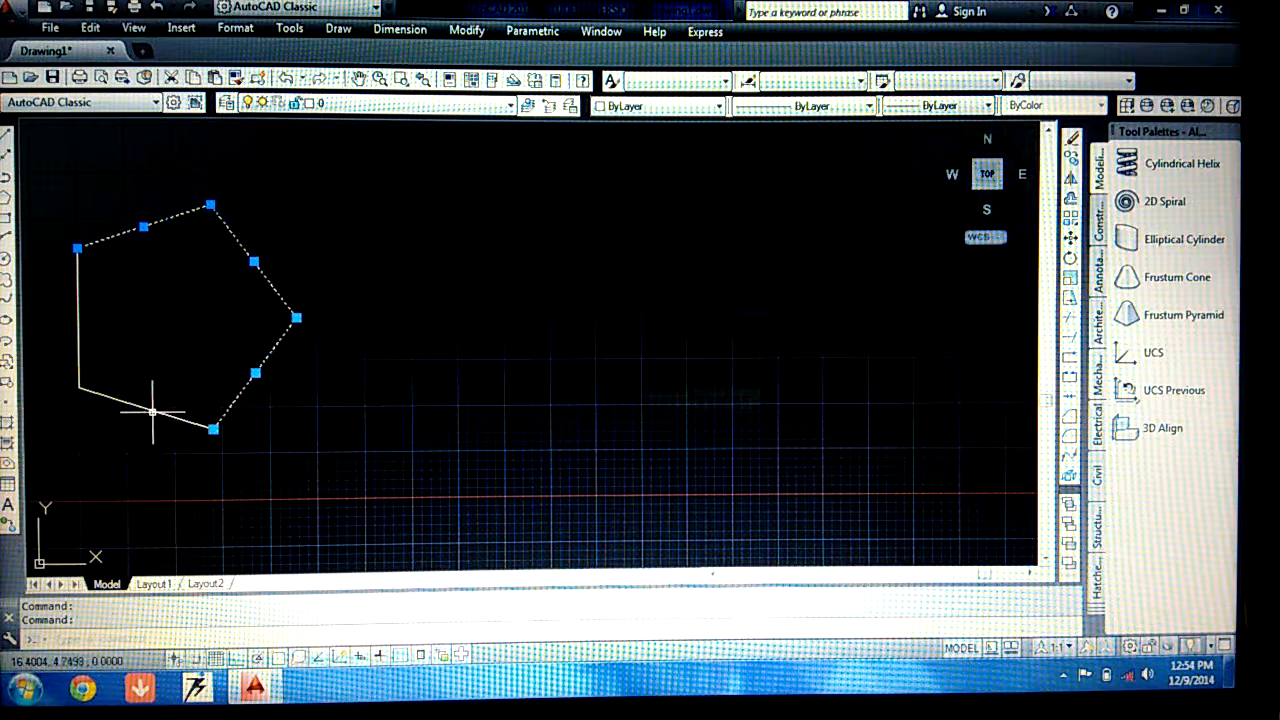 AutoCAD Classic
Type a keyword or phrase
Sign In
File Edit View Insert Format Tools Draw Dimension Modify Parametric Window Help Express
Drawing1*
AutoCAD Classic
0
ByLayer
ByLayer
ByLayer
ByColor
Tool Palettes - Al...
N
W TOP E
S
WCS
Modeli...
Constr...
Annota...
Archite...
Mecha...
Electrical
Civil
Structu...
Hatche...
Cylindrical Helix
2D Spiral
Elliptical Cylinder
Frustum Cone
Frustum Pyramid
UCS
UCS Previous
3D Align
Y
X
Model Layout1 Layout2
Command:
Command:
16.4004, 4.7493, 0.0000
MODEL
1:1
12:54 PM
12/9/2014